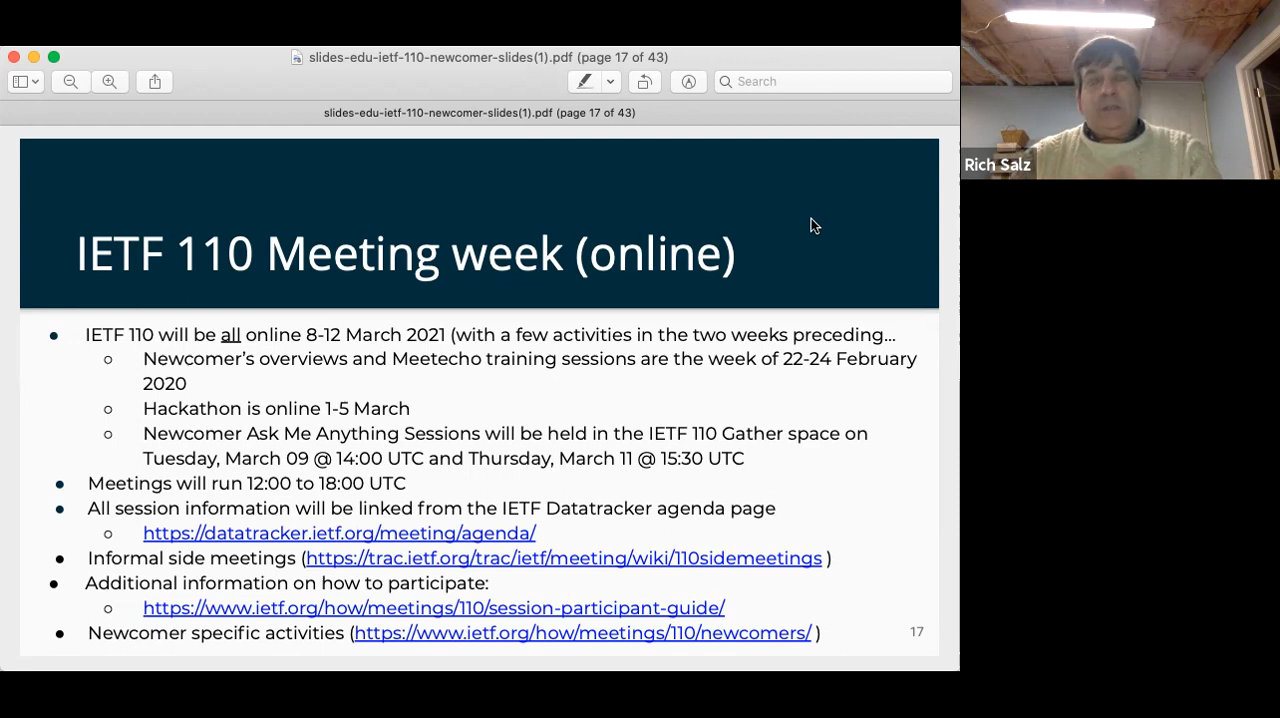 slides-edu-ietf-110-newcomer-slides(1).pdf (page 17 of 43)
Search
slides-edu-ietf-110-newcomer-slides(1).pdf (page 17 of 43)
Rich Salz
IETF 110 Meeting week (online)
IETF 110 will be all online 8-12 March 2021 (with a few activities in the two weeks preceding...
Newcomer's overviews and Meetecho training sessions are the week of 22-24 February
2020
Hackathon is online 1-5 March
Newcomer Ask Me Anything Sessions will be held in the IETF 110 Gather space on
Tuesday, March 09 @ 14:00 UTC and Thursday, March 11 @ 15:30 UTC
Meetings will run 12:00 to 18:00 UTC
All session information will be linked from the IETF Datatracker agenda page
https://datatracker.ietf.org/meeting/agenda/
Informal side meetings (https://trac.ietf.org/trac/ietf/meeting/wiki/110sidemeetings )
Additional information on how to participate:
https://www.ietf.org/how/meetings/110/session-participant-guide/
Newcomer specific activities (https://www.ietf.org/how/meetings/110/newcomers/ )
17